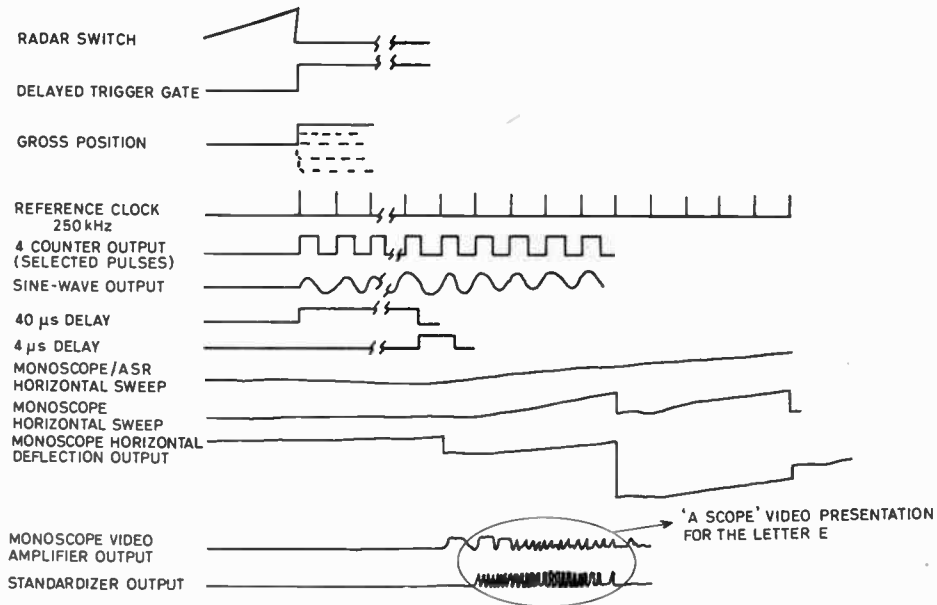 RADAR SWITCH
DELAYED TRIGGER GATE
GROSS POSITION
REFERENCE CLOCK
250 kHz
4 COUNTER OUTPUT
(SELECTED PULSES)
SINE-WAVE OUTPUT
40 µs DELAY
4 µs DELAY
MONOSCOPE/ASR
HORIZONTAL SWEEP
MONOSCOPE
HORIZONTAL SWEEP
MONOSCOPE HORIZONTAL
DEFLECTION OUTPUT
'A SCOPE' VIDEO PRESENTATION
FOR THE LETTER E
MONOSCOPE VIDEO
AMPLIFIER OUTPUT
STANDARDIZER OUTPUT